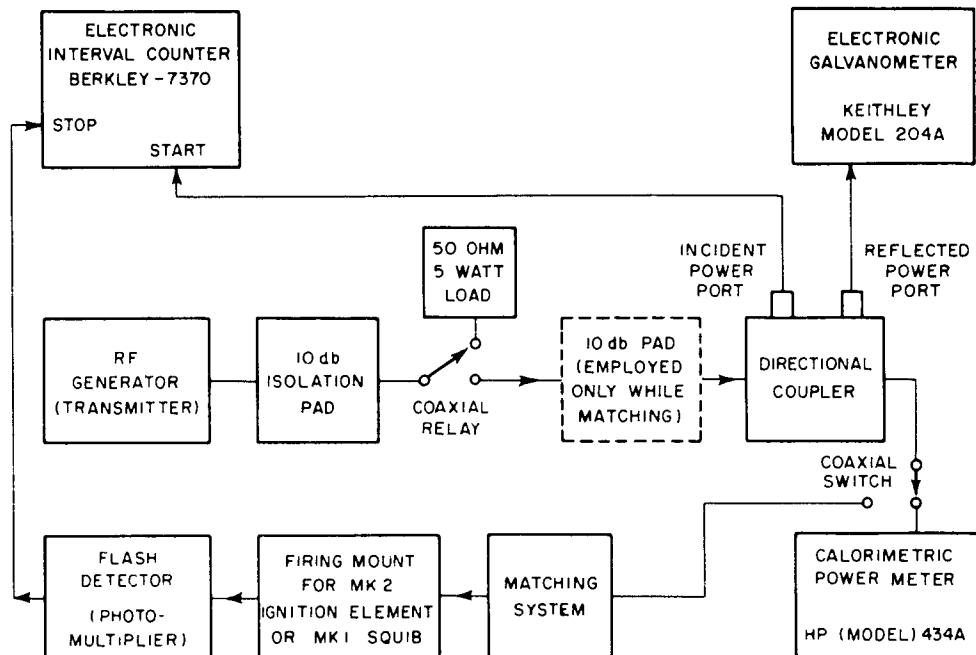 ELECTRONIC
INTERVAL COUNTER
BERKLEY-7370
STOP
START
ELECTRONIC
GALVANOMETER
KEITHLEY
MODEL 204A
50 OHM
5 WATT
LOAD
INCIDENT
POWER
PORT
REFLECTED
POWER
PORT
RF
GENERATOR
(TRANSMITTER)
10 db
ISOLATION
PAD
COAXIAL
RELAY
10 db PAD
(EMPLOYED
ONLY WHILE
MATCHING)
DIRECTIONAL
COUPLER
COAXIAL
SWITCH
FLASH
DETECTOR
(PHOTO-
MULTIPLIER)
FIRING MOUNT
FOR MK2
IGNITION ELEMENT
OR MK1 SQUIB
MATCHING
SYSTEM
CALORIMETRIC
POWER METER
HP (MODEL) 434A